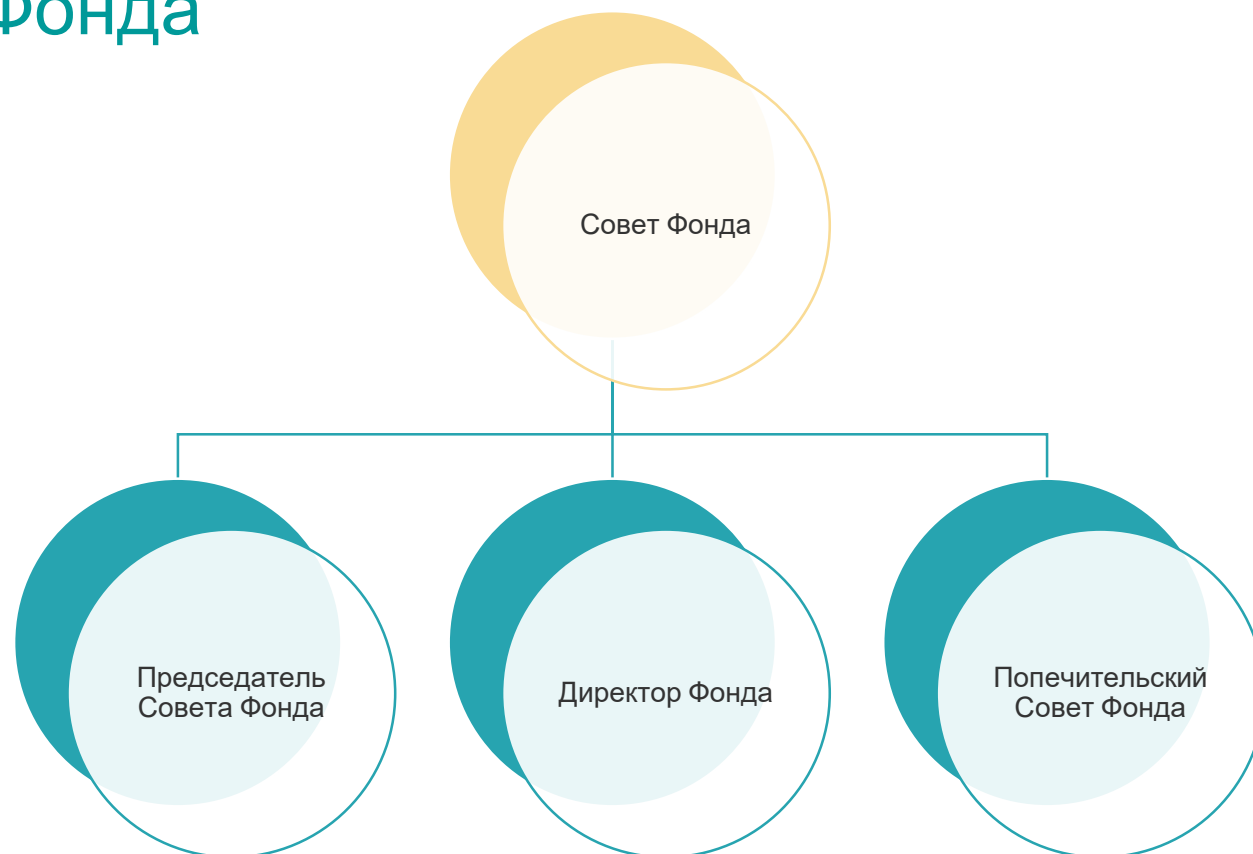 Фонда
Совет Фонда
Председатель
Совета Фонда
Директор Фонда
Попечительский
Совет Фонда